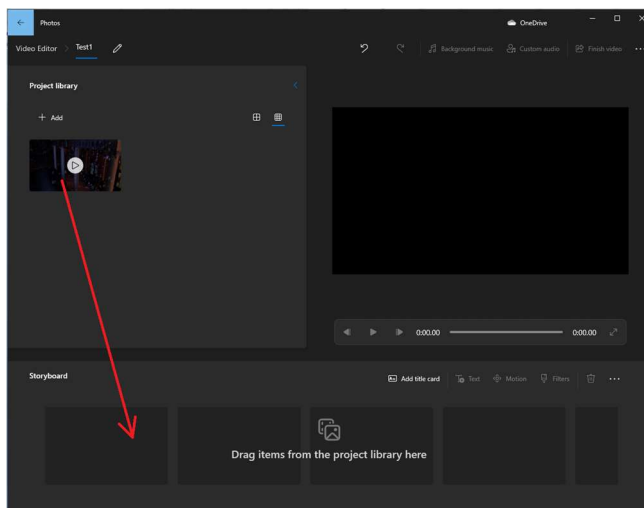 Photos
OneDrive
Video Editor
Test1
Background music
Custom audio
Finish video
Project library
Add
0:00.00
0:00.00
Storyboard
Add title card
Text
Motion
Filters
Drag items from the project library here